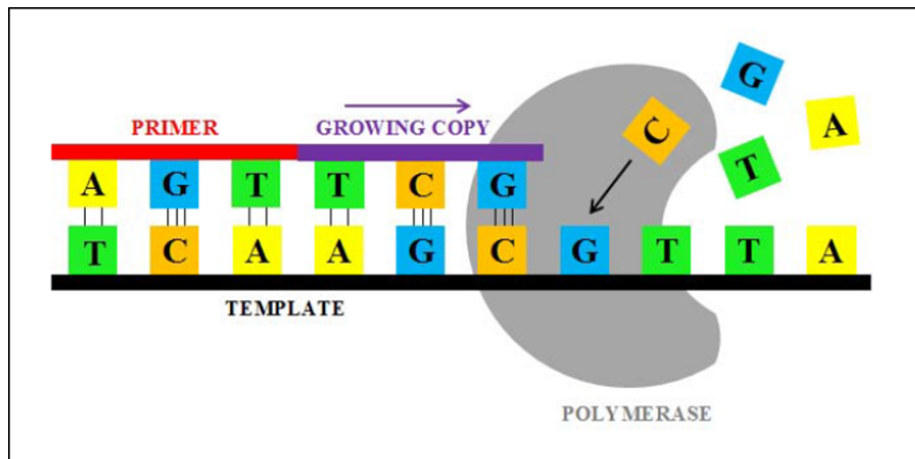 G
C
A
PRIMER
GROWING COPY
T
A G T T C G
T C A A G C G T T A
TEMPLATE
POLYMERASE